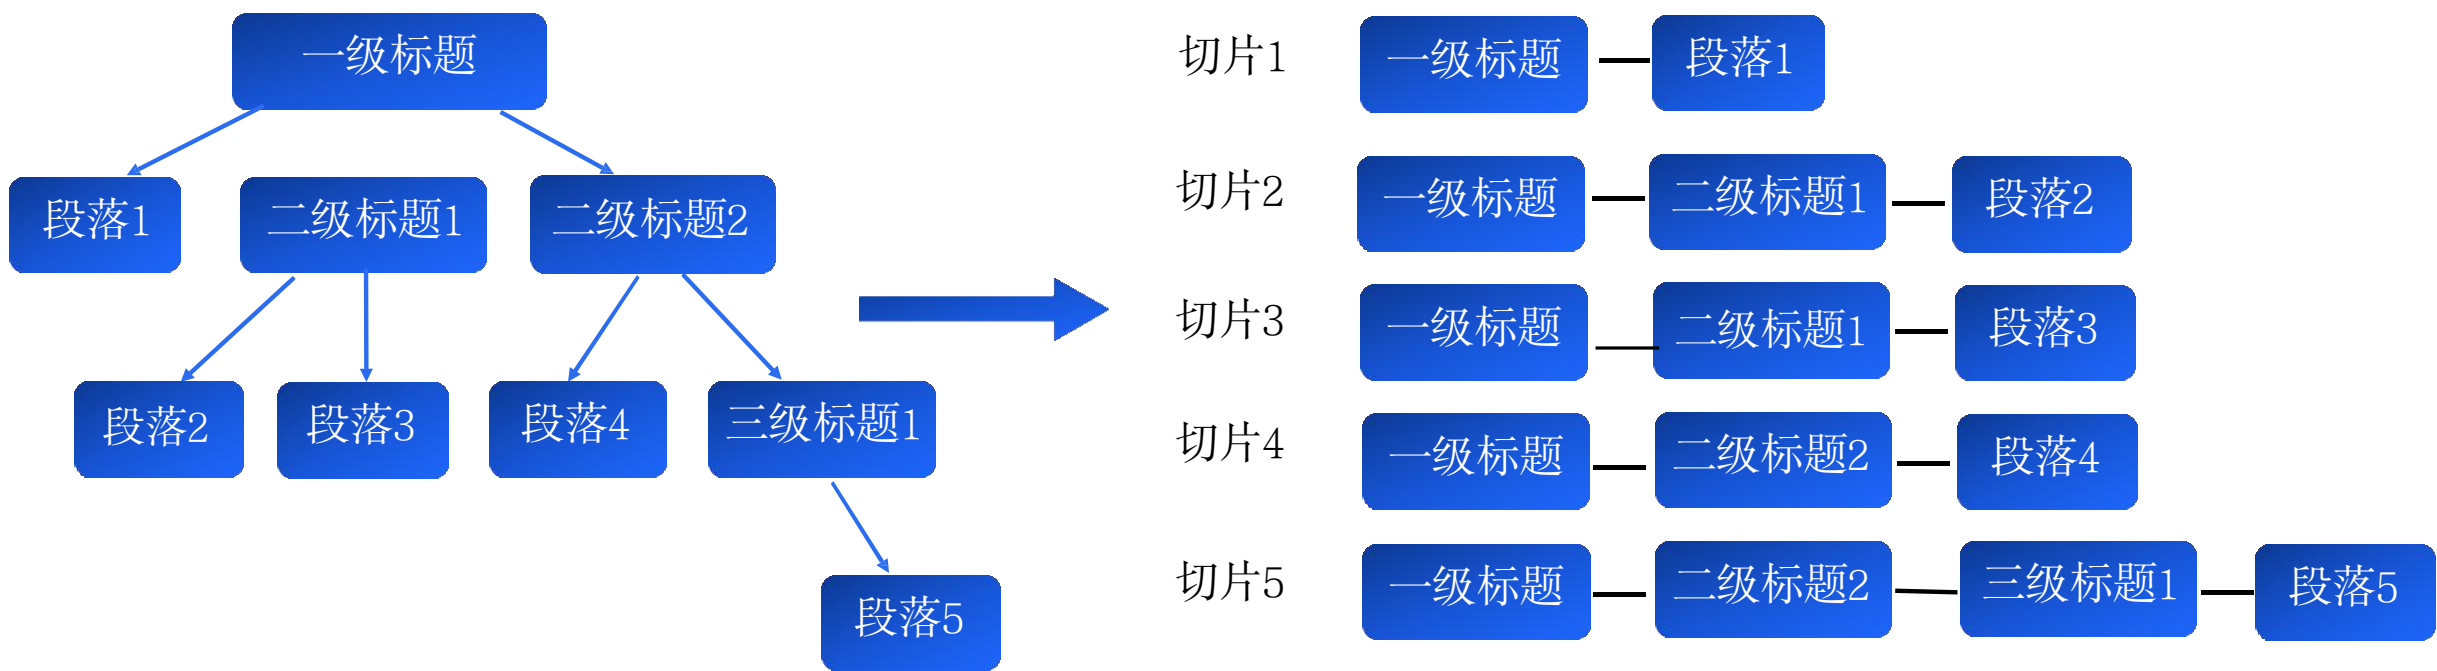 一级标题
段落1
二级标题1
二级标题2
段落2
段落3
段落4
三级标题1
段落5
切片1 一级标题 段落1
切片2 一级标题 二级标题1 段落2
切片3 一级标题 二级标题1 段落3
切片4 一级标题 二级标题2 段落4
切片5 一级标题 二级标题2 三级标题1 段落5